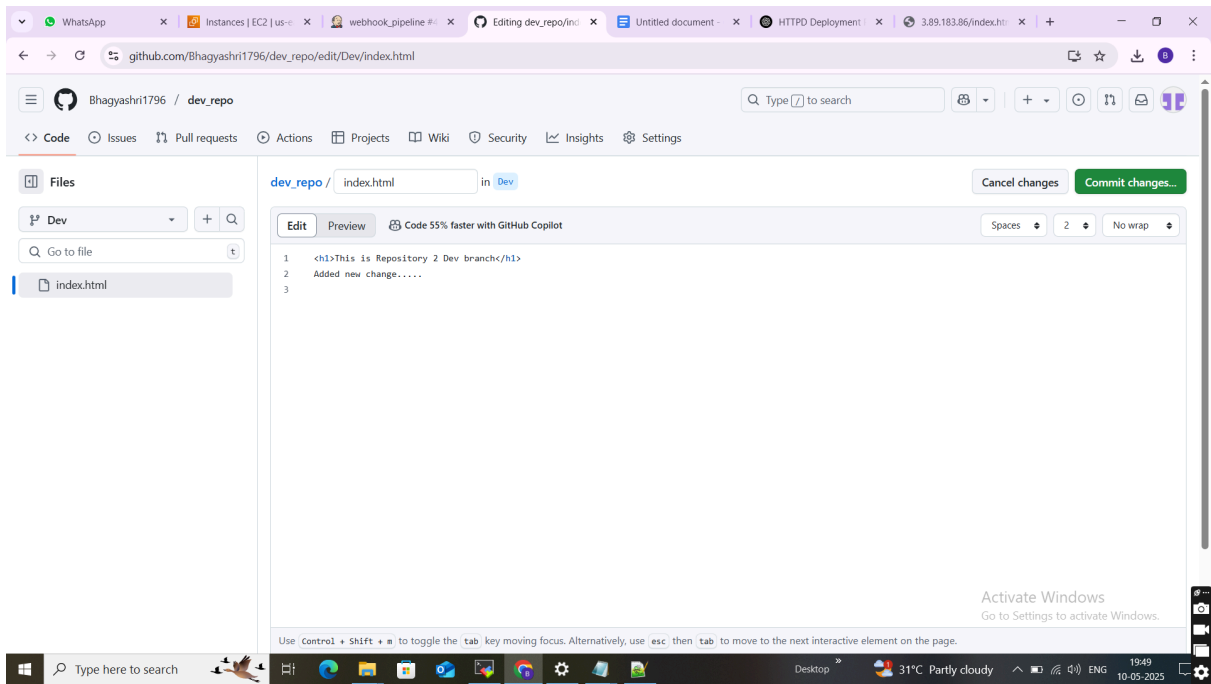 WhatsApp
Instances | EC2 | us-e
webhook_pipeline #4
Editing dev_repo/ind
Untitled document -
HTTPD Deployment
3.89.183.86/index.htm
github.com/Bhagyashri1796/dev_repo/edit/Dev/index.html
B
Bhagyashri1796 / dev_repo
Type / to search
<> Code
Issues
Pull requests
Actions
Projects
Wiki
Security
Insights
Settings
Files
dev_repo / index.html in Dev
Cancel changes
Commit changes...
Dev
Go to file
t
index.html
Edit
Preview
Code 55% faster with GitHub Copilot
Spaces
2
No wrap
1 <h1>This is Repository 2 Dev branch</h1>
2 Added new change.....
3
Activate Windows
Go to Settings to activate Windows.
Use Control + Shift + m to toggle the tab key moving focus. Alternatively, use esc then tab to move to the next interactive element on the page.
Type here to search
Desktop
31°C Partly cloudy
ENG
19:49
10-05-2025